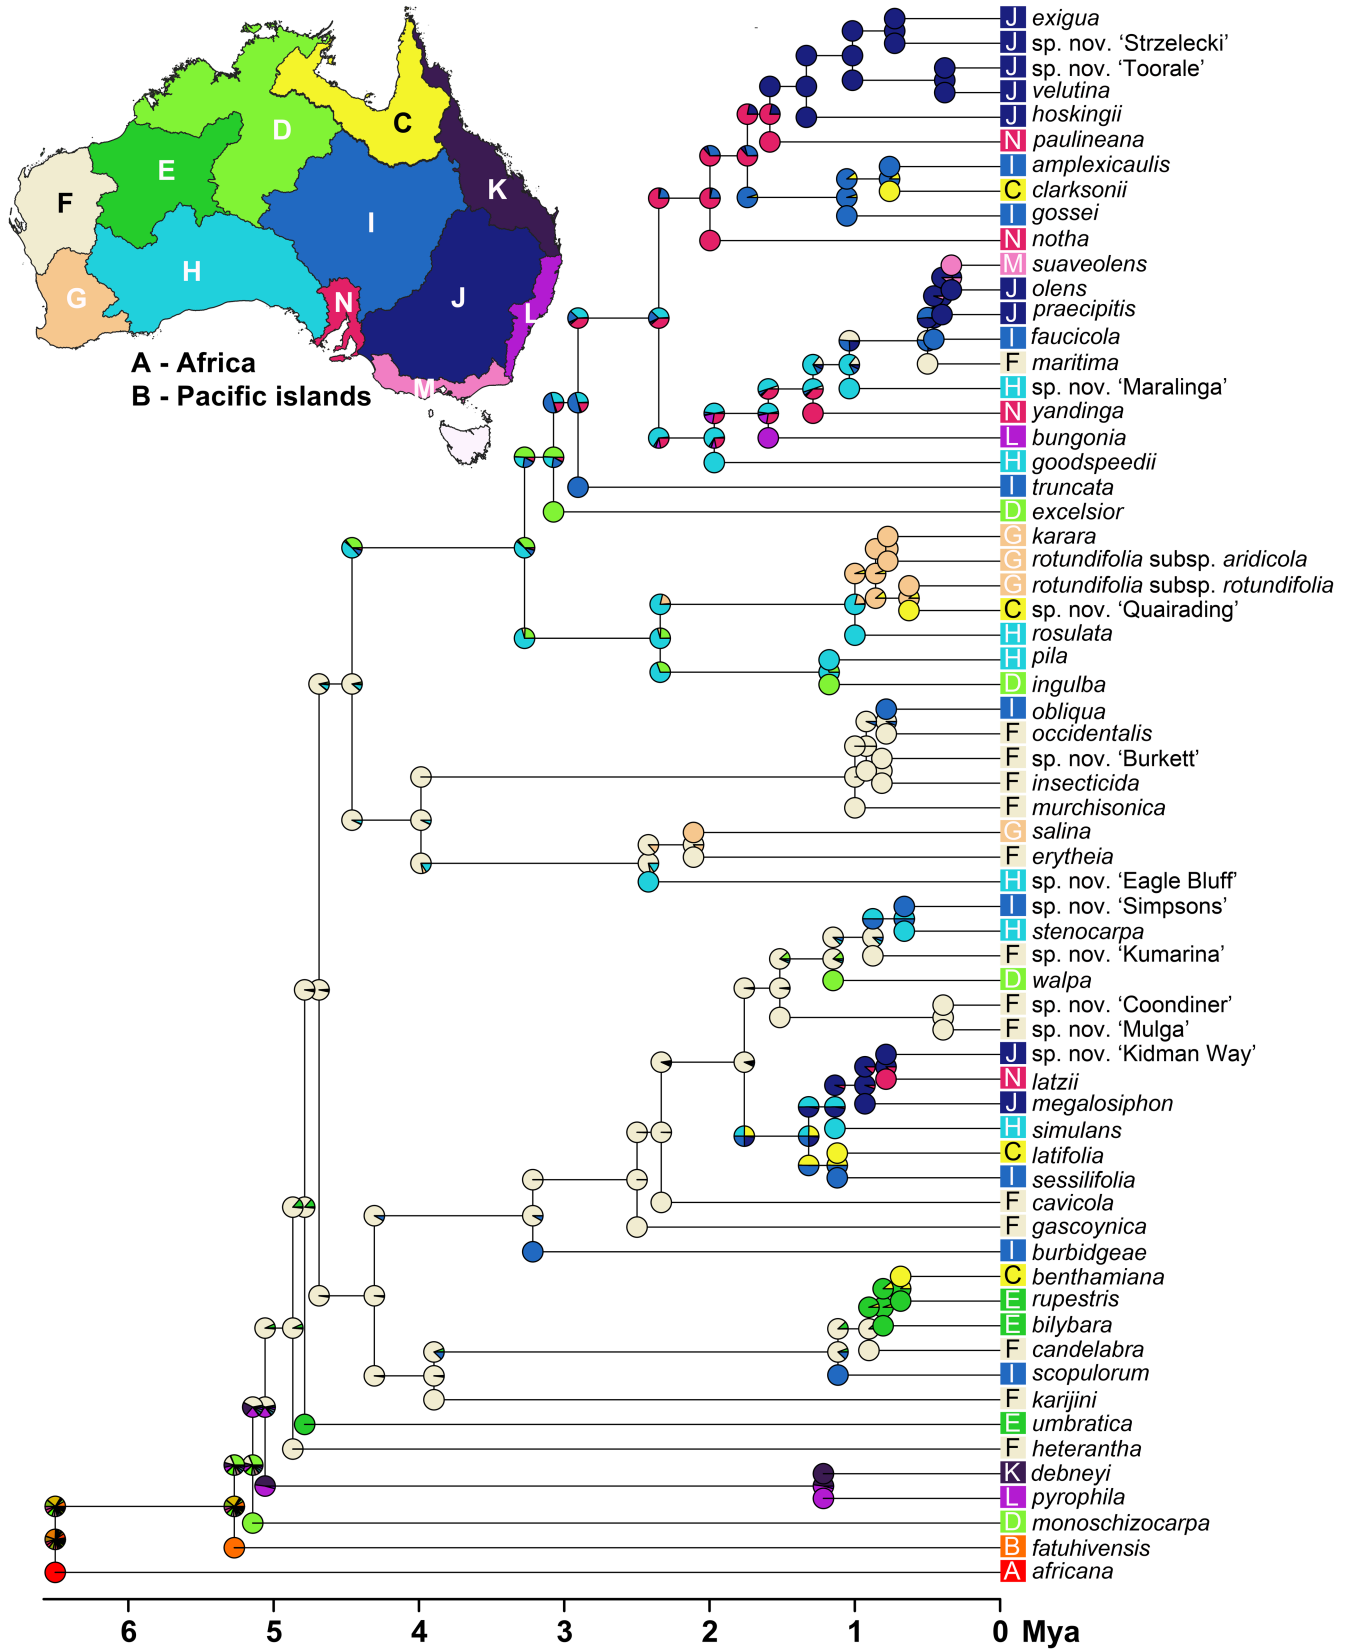 D
C
E
K
F
I
H
G
N
J
L
M
A - Africa
B - Pacific islands
J exigua
J sp. nov. ‘Strzelecki’
J sp. nov. ‘Toorale’
J velutina
J hoskingii
N paulineana
I amplexicaulis
C clarksonii
I gossei
N notha
M suaveolens
J olens
J praecipitis
I faucicola
F maritima
H sp. nov. ‘Maralinga’
N yandinga
L bungonia
H goodspeedii
I truncata
D excelsior
G karara
G rotundifolia subsp. aridicola
G rotundifolia subsp. rotundifolia
C sp. nov. ‘Quairading’
H rosulata
H pila
D ingulba
I obliqua
F occidentalis
F sp. nov. ‘Burkett’
F insecticida
F murchisonica
G salina
F erytheia
H sp. nov. ‘Eagle Bluff’
I sp. nov. ‘Simpsons’
H stenocarpa
F sp. nov. ‘Kumarina’
D walpa
F sp. nov. ‘Coondiner’
F sp. nov. ‘Mulga’
J sp. nov. ‘Kidman Way’
N latzii
J megalosiphon
H simulans
C latifolia
I sessilifolia
F cavicola
F gascoynica
I burbidgeae
C benthamiana
E rupestris
E bilybara
F candelabra
I scopulorum
F karijini
E umbratica
F heterantha
K debneyi
L pyrophila
D monoschizocarpa
B fatuhivensis
A africana
6 5 4 3 2 1 0 Mya